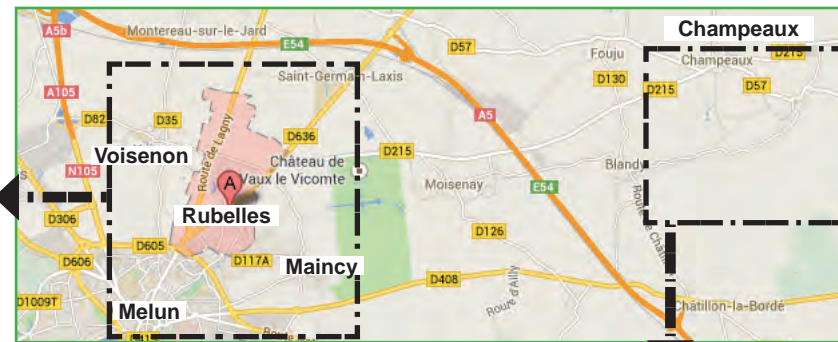 Champeaux
A5b
Montereau-sur-le-Jard
E54
D57
Fouju
Champeaux
D215
Saint-Germain-Laxis
D130
D215
D57
A105
D82
D35
Route de Lagny
D636
A5
Voisenon
Château de
Vaux le Vicomte
D215
Blandy
N105
Moisenay
E54
A
Rubelles
D306
D605
D126
D606
D117A
Maincy
D408
Route d'Ailly
D1009T
Melun
Châtillon-la-Borde